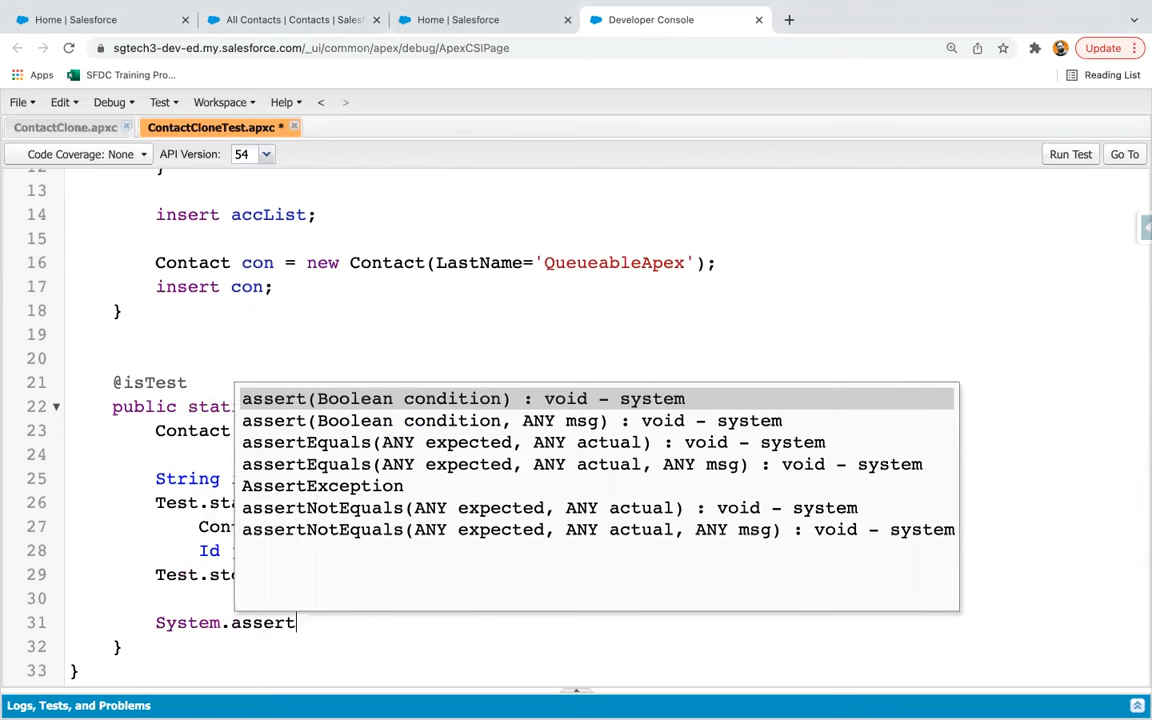 Home | Salesforce
All Contacts | Contacts | Sales
Home | Salesforce
Developer Console
sgtech3-dev-ed.my.salesforce.com/_ui/common/apex/debug/ApexCSIPage
Update
Apps
SFDC Training Pro...
Reading List
File
Edit
Debug
Test
Workspace
Help
<
>
ContactClone.apxc
ContactCloneTest.apxc *
Code Coverage: None
API Version:
54
Run Test
Go To
12 }
13
14 insert accList;
15
16 Contact con = new Contact(LastName='QueueableApex');
17 insert con;
18 }
19
20
21 @isTest
22 public stati
23 Contact
24
25 String
26 Test.sta
27 Con
28 Id
29 Test.sto
30
31 System.assert
32 }
33 }
assert(Boolean condition) : void – system
assert(Boolean condition, ANY msg) : void – system
assertEquals(ANY expected, ANY actual) : void – system
assertEquals(ANY expected, ANY actual, ANY msg) : void – system
AssertException
assertNotEquals(ANY expected, ANY actual) : void – system
assertNotEquals(ANY expected, ANY actual, ANY msg) : void – system
Logs, Tests, and Problems